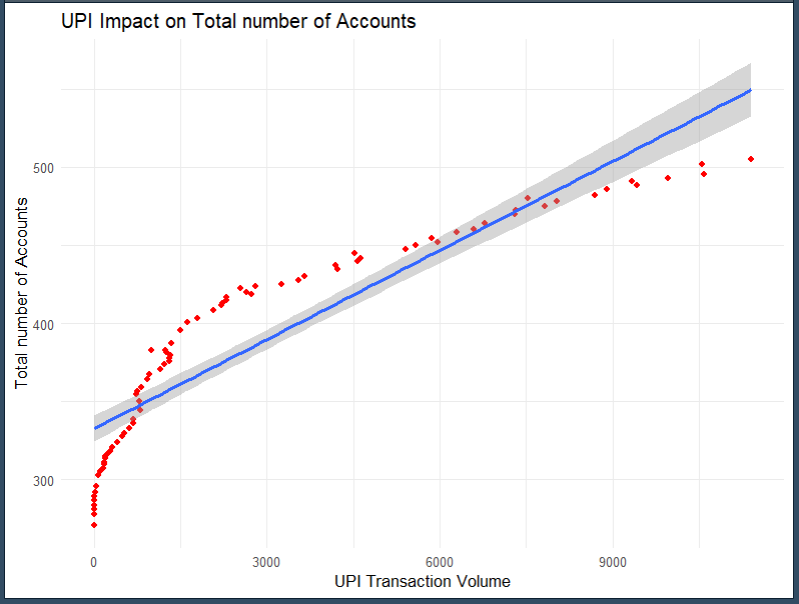 UPI Impact on Total number of Accounts
Total number of Accounts
500
400
300
0 3000 6000 9000
UPI Transaction Volume